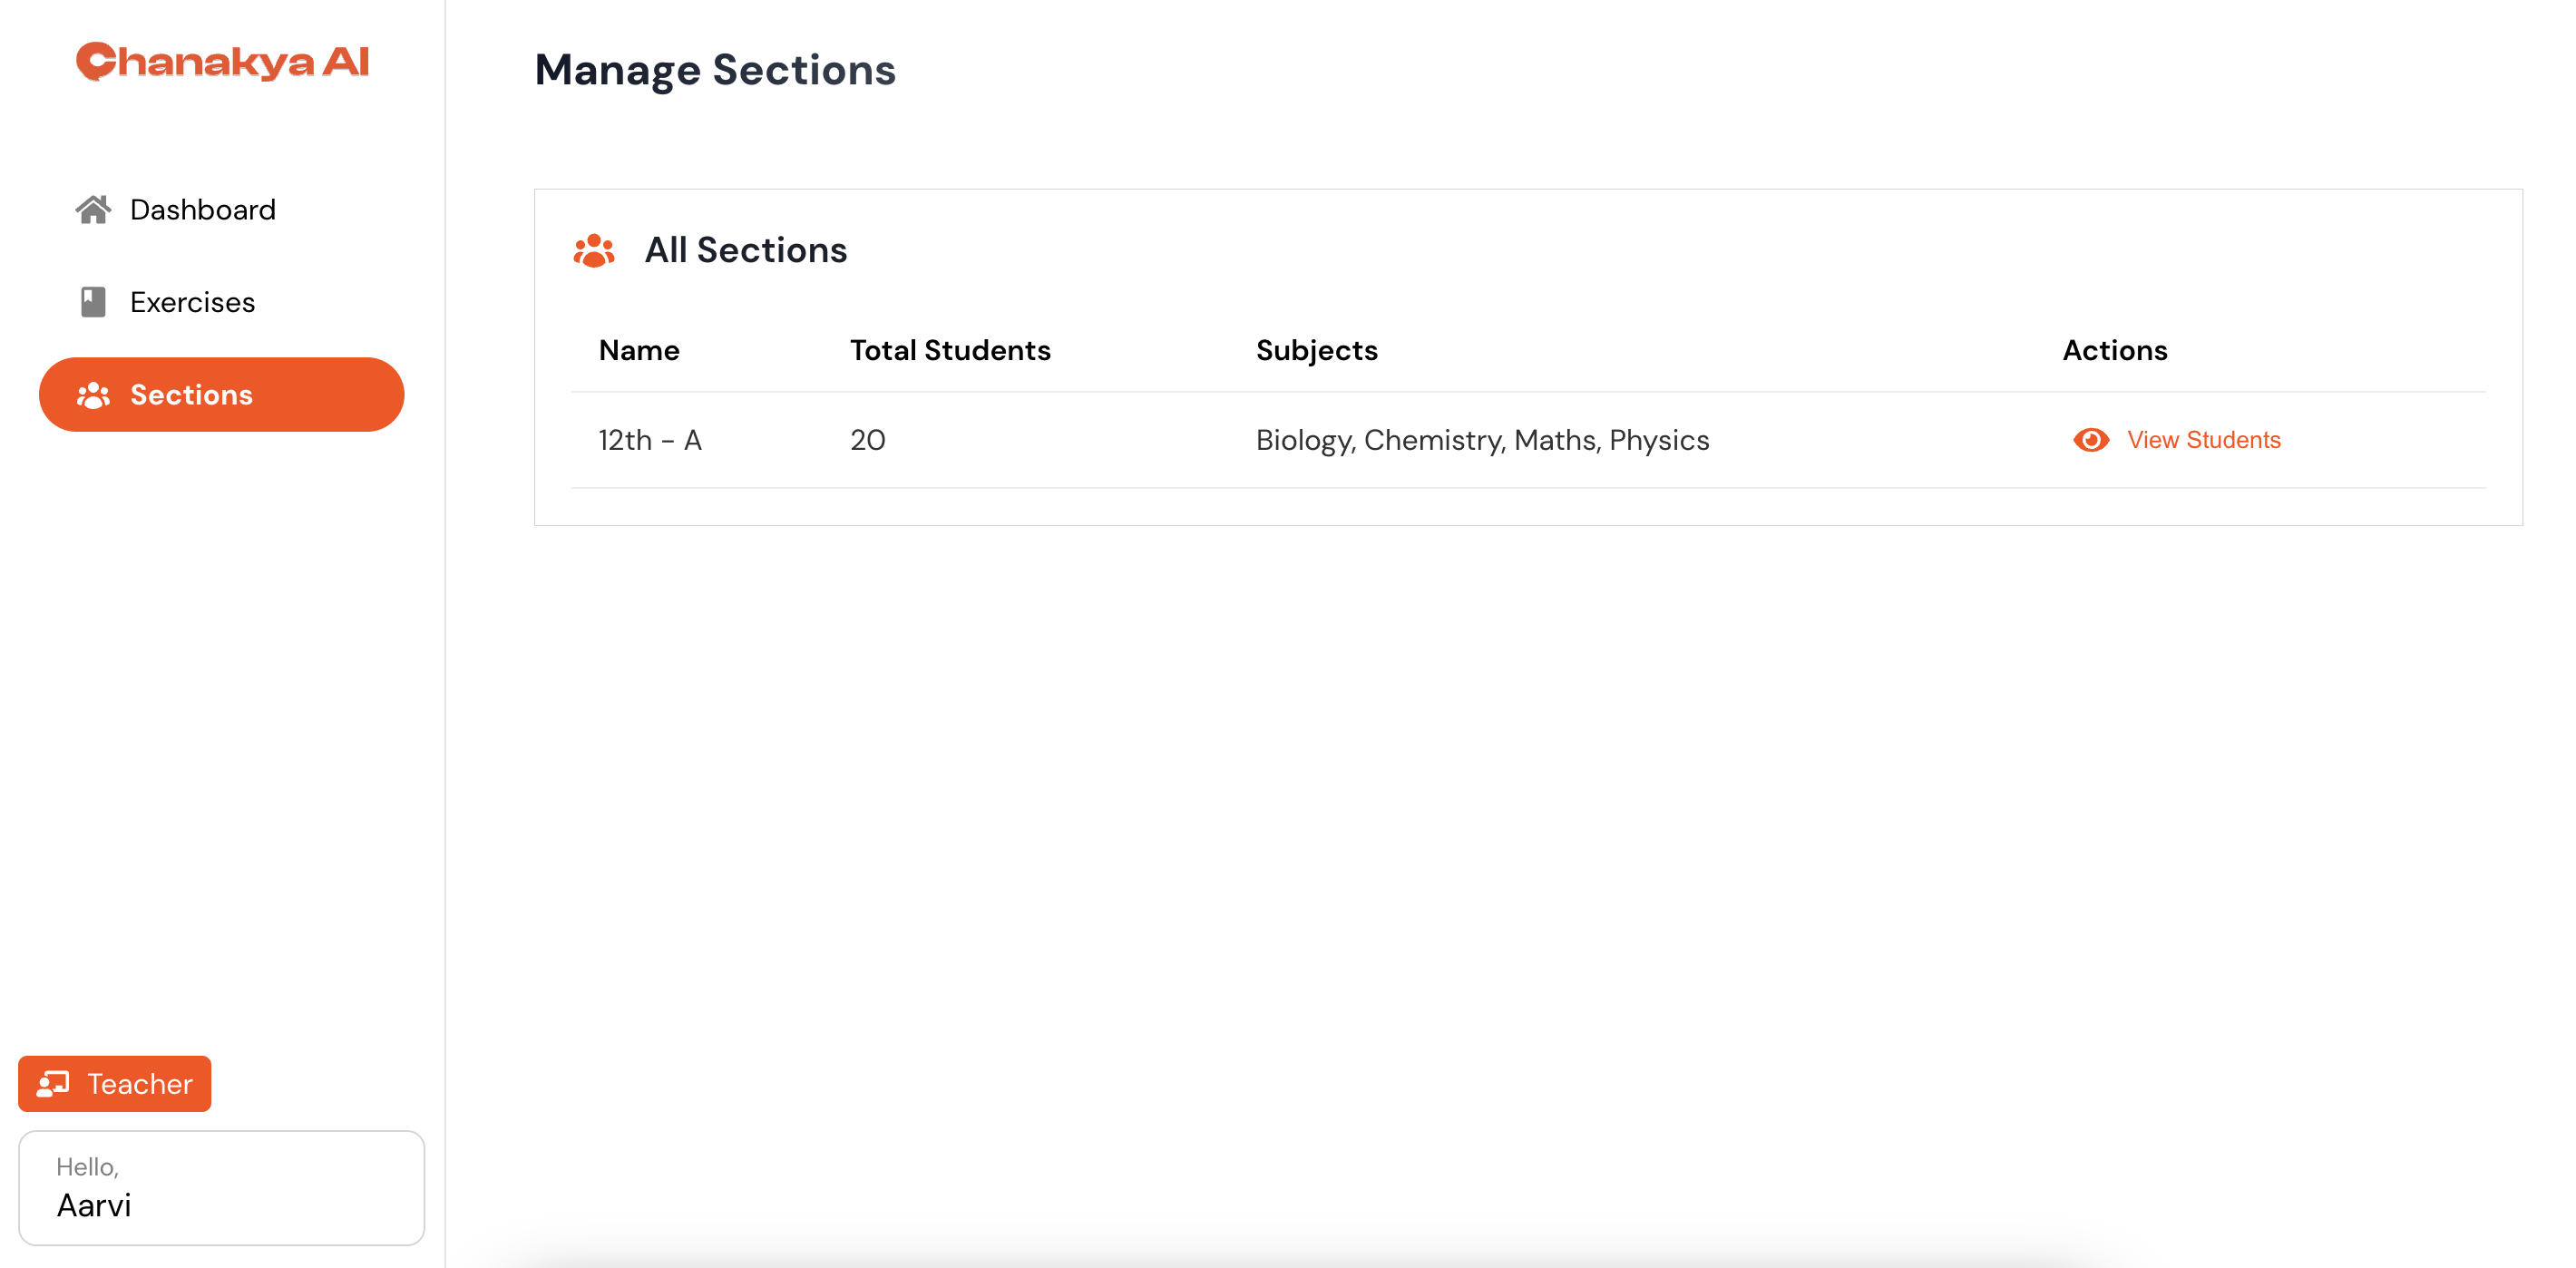 Chanakya AI
Dashboard
Exercises
Sections
Teacher
Hello,
Aarvi
Manage Sections
All Sections
Name Total Students Subjects Actions
12th - A 20 Biology, Chemistry, Maths, Physics View Students